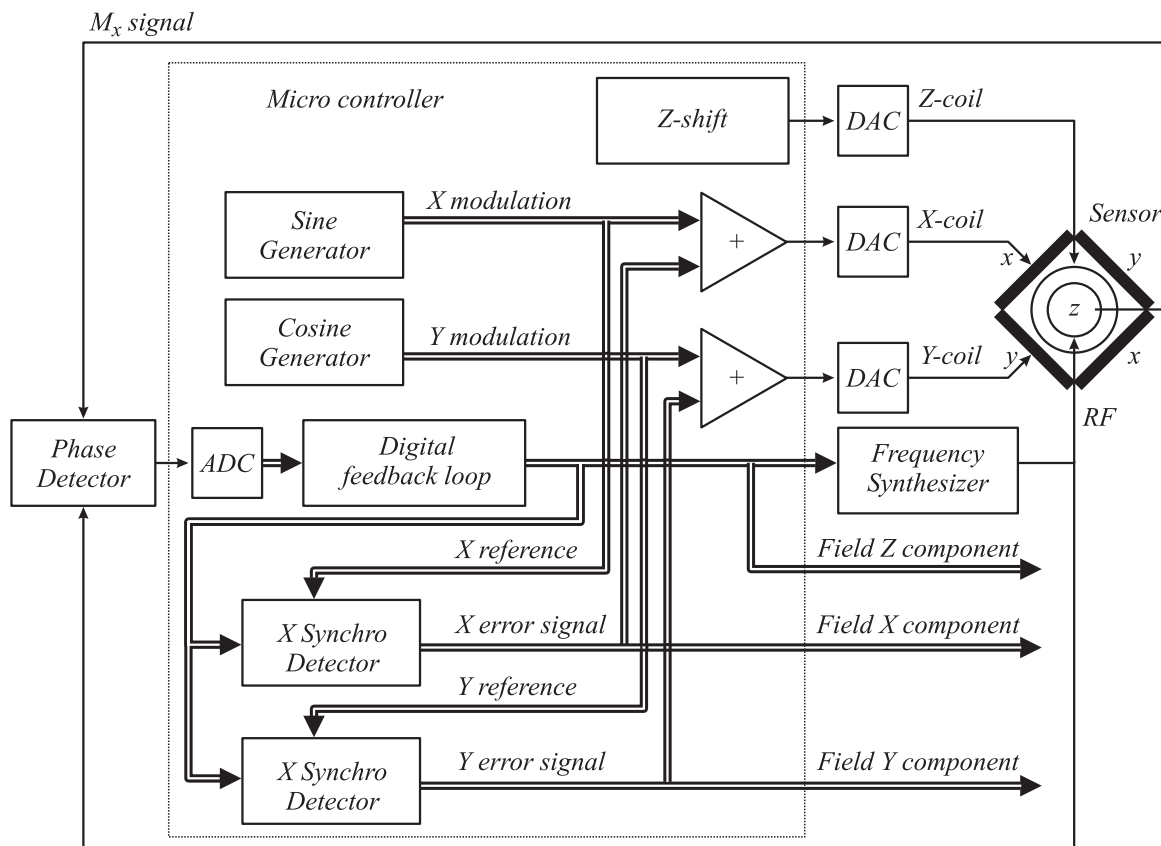 Mx signal
Micro controller
Z-shift
DAC
Z-coil
Sine
Generator
X modulation
+
DAC
X-coil
Sensor
x
y
z
y
x
Cosine
Generator
Y modulation
+
DAC
Y-coil
RF
Phase
Detector
ADC
Digital
feedback loop
Frequency
Synthesizer
X reference
Field Z component
X Synchro
Detector
X error signal
Field X component
Y reference
X Synchro
Detector
Y error signal
Field Y component